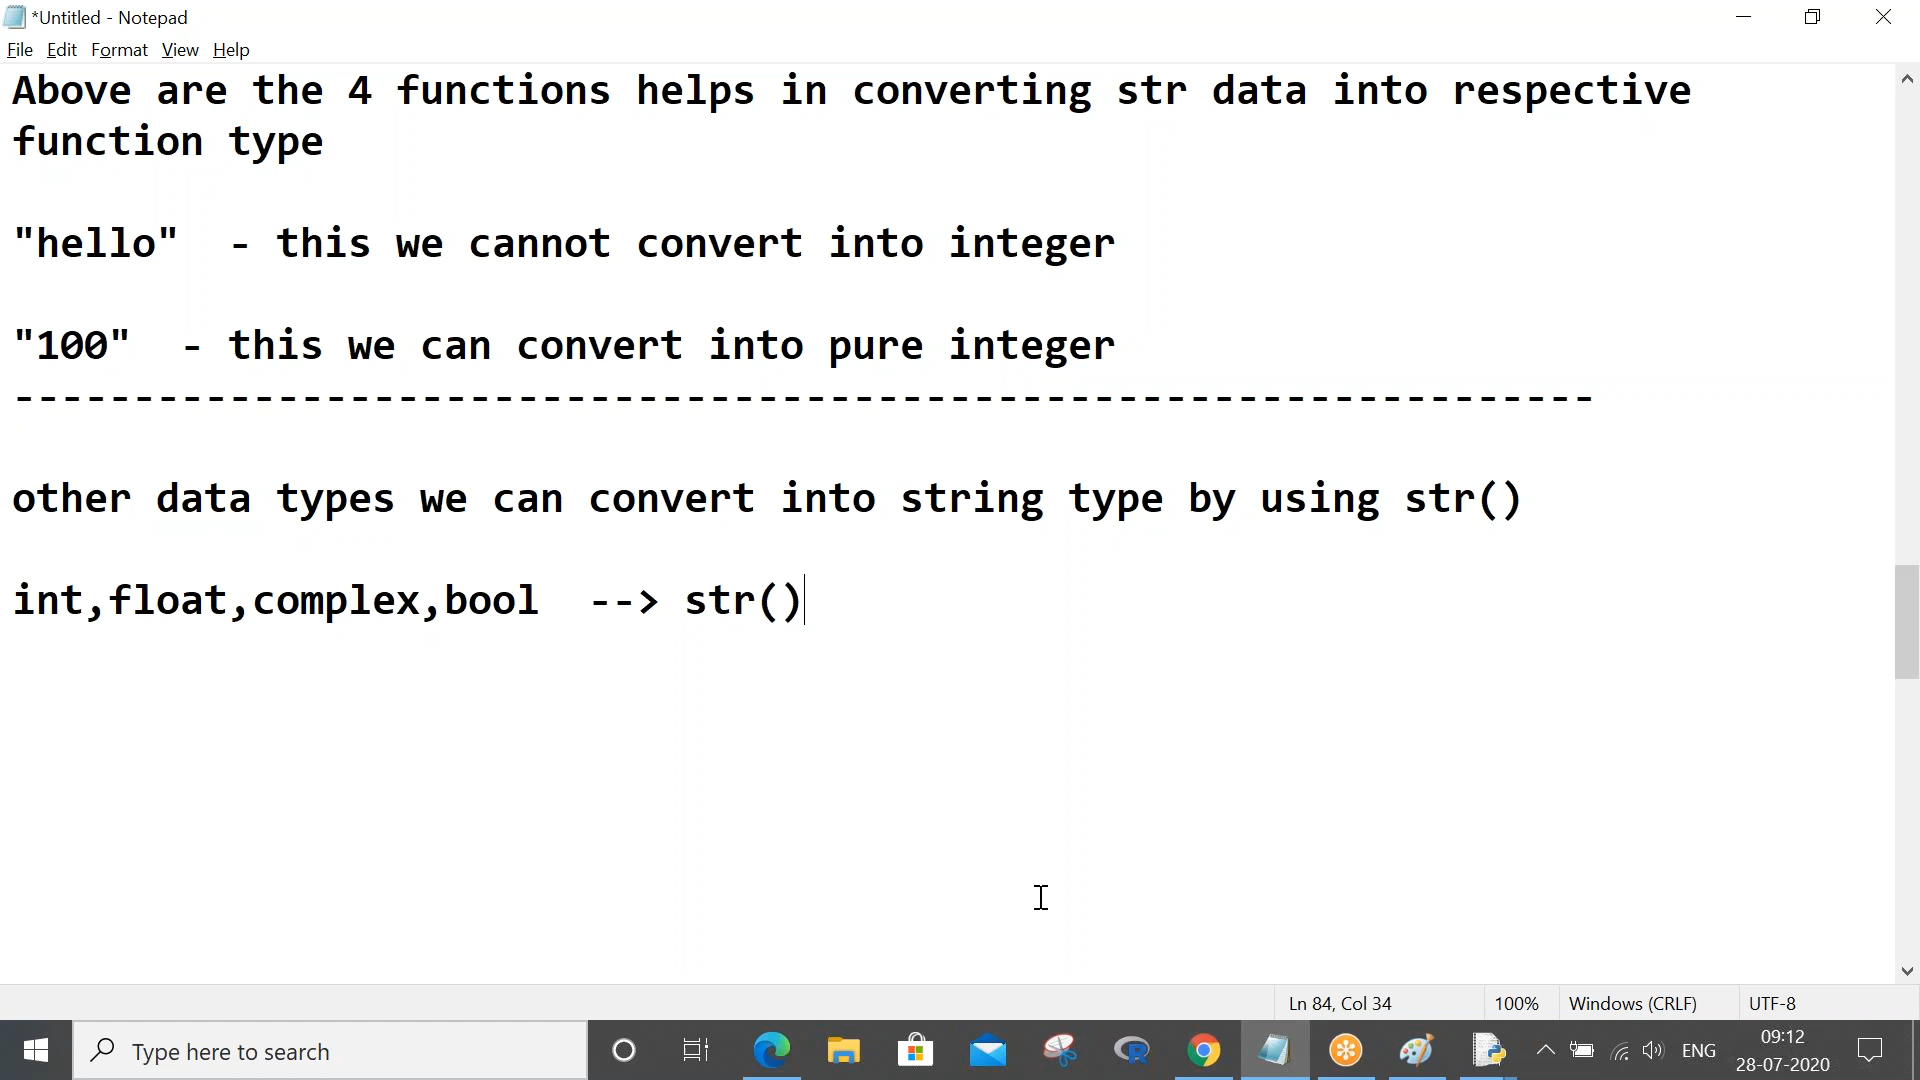 *Untitled - Notepad
File Edit Format View Help
Above are the 4 functions helps in converting str data into respective
function type
"hello"  - this we cannot convert into integer
"100"  - this we can convert into pure integer
------------------------------------------------------------------
other data types we can convert into string type by using str()
int,float,complex,bool  --> str()
Ln 84, Col 34 100% Windows (CRLF) UTF-8
Type here to search
R
ENG
09:12
28-07-2020